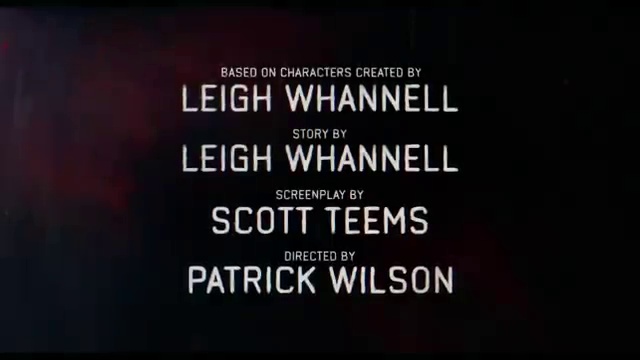 BASED ON CHARACTERS CREATED BY
LEIGH WHANNELL
STORY BY
LEIGH WHANNELL
SCREENPLAY BY
SCOTT TEEMS
DIRECTED BY
PATRICK WILSON